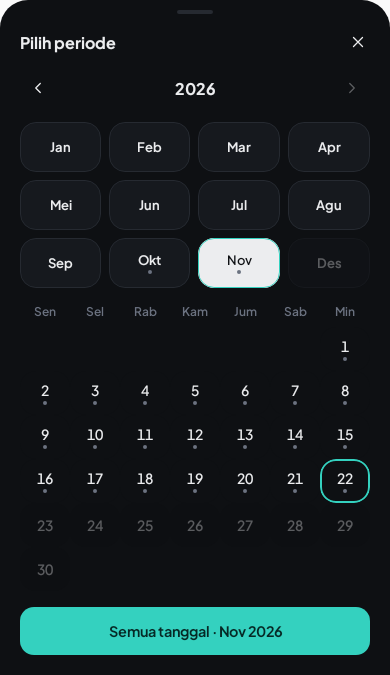 Pilih periode
2026
Jan Feb Mar Apr
Mei Jun Jul Agu
Sep Okt Nov Des
Sen Sel Rab Kam Jum Sab Min
1
2 3 4 5 6 7 8
9 10 11 12 13 14 15
16 17 18 19 20 21 22
23 24 25 26 27 28 29
30
Semua tanggal · Nov 2026